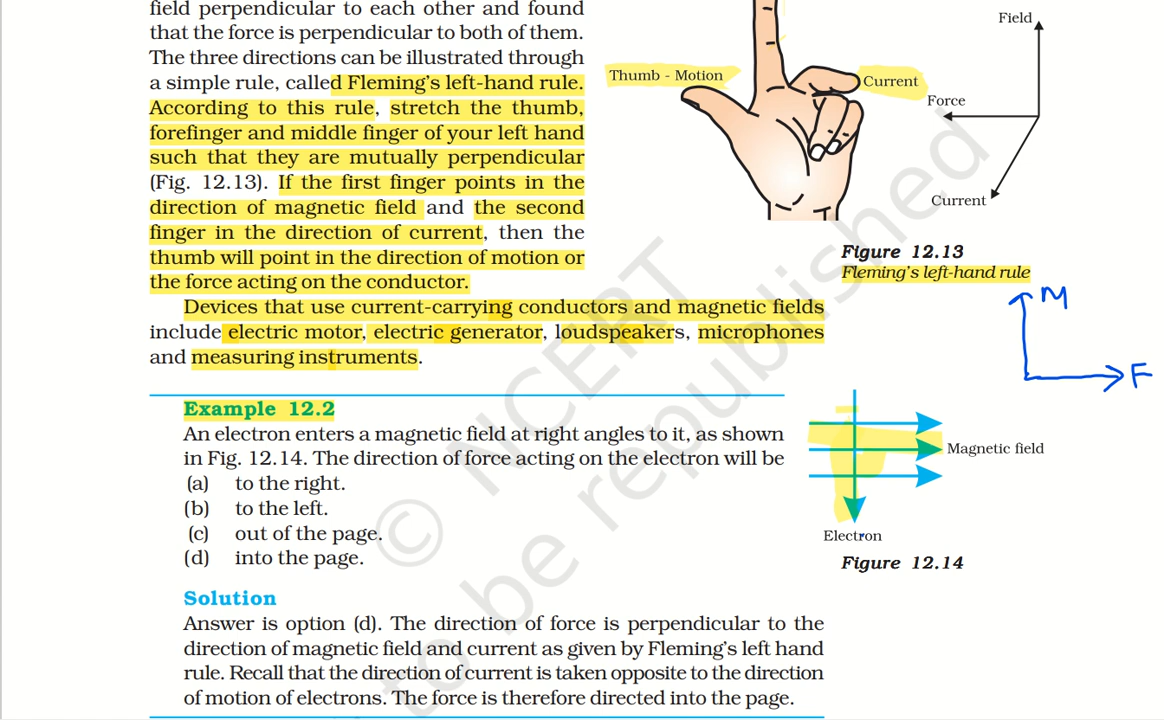 field perpendicular to each other and found
that the force is perpendicular to both of them.
The three directions can be illustrated through
a simple rule, called Fleming's left-hand rule.
According to this rule, stretch the thumb,
forefinger and middle finger of your left hand
such that they are mutually perpendicular
(Fig. 12.13). If the first finger points in the
direction of magnetic field and the second
finger in the direction of current, then the
thumb will point in the direction of motion or
the force acting on the conductor.
Thumb - Motion
Current
Field
Force
Current
Figure 12.13
Fleming's left-hand rule
M
F
Devices that use current-carrying conductors and magnetic fields
include electric motor, electric generator, loudspeakers, microphones
and measuring instruments.
Example 12.2
An electron enters a magnetic field at right angles to it, as shown
in Fig. 12.14. The direction of force acting on the electron will be
(a) to the right.
(b) to the left.
(c) out of the page.
(d) into the page.
Magnetic field
Electron
Figure 12.14
Solution
Answer is option (d). The direction of force is perpendicular to the
direction of magnetic field and current as given by Fleming's left hand
rule. Recall that the direction of current is taken opposite to the direction
of motion of electrons. The force is therefore directed into the page.
© NCERT
to be republished